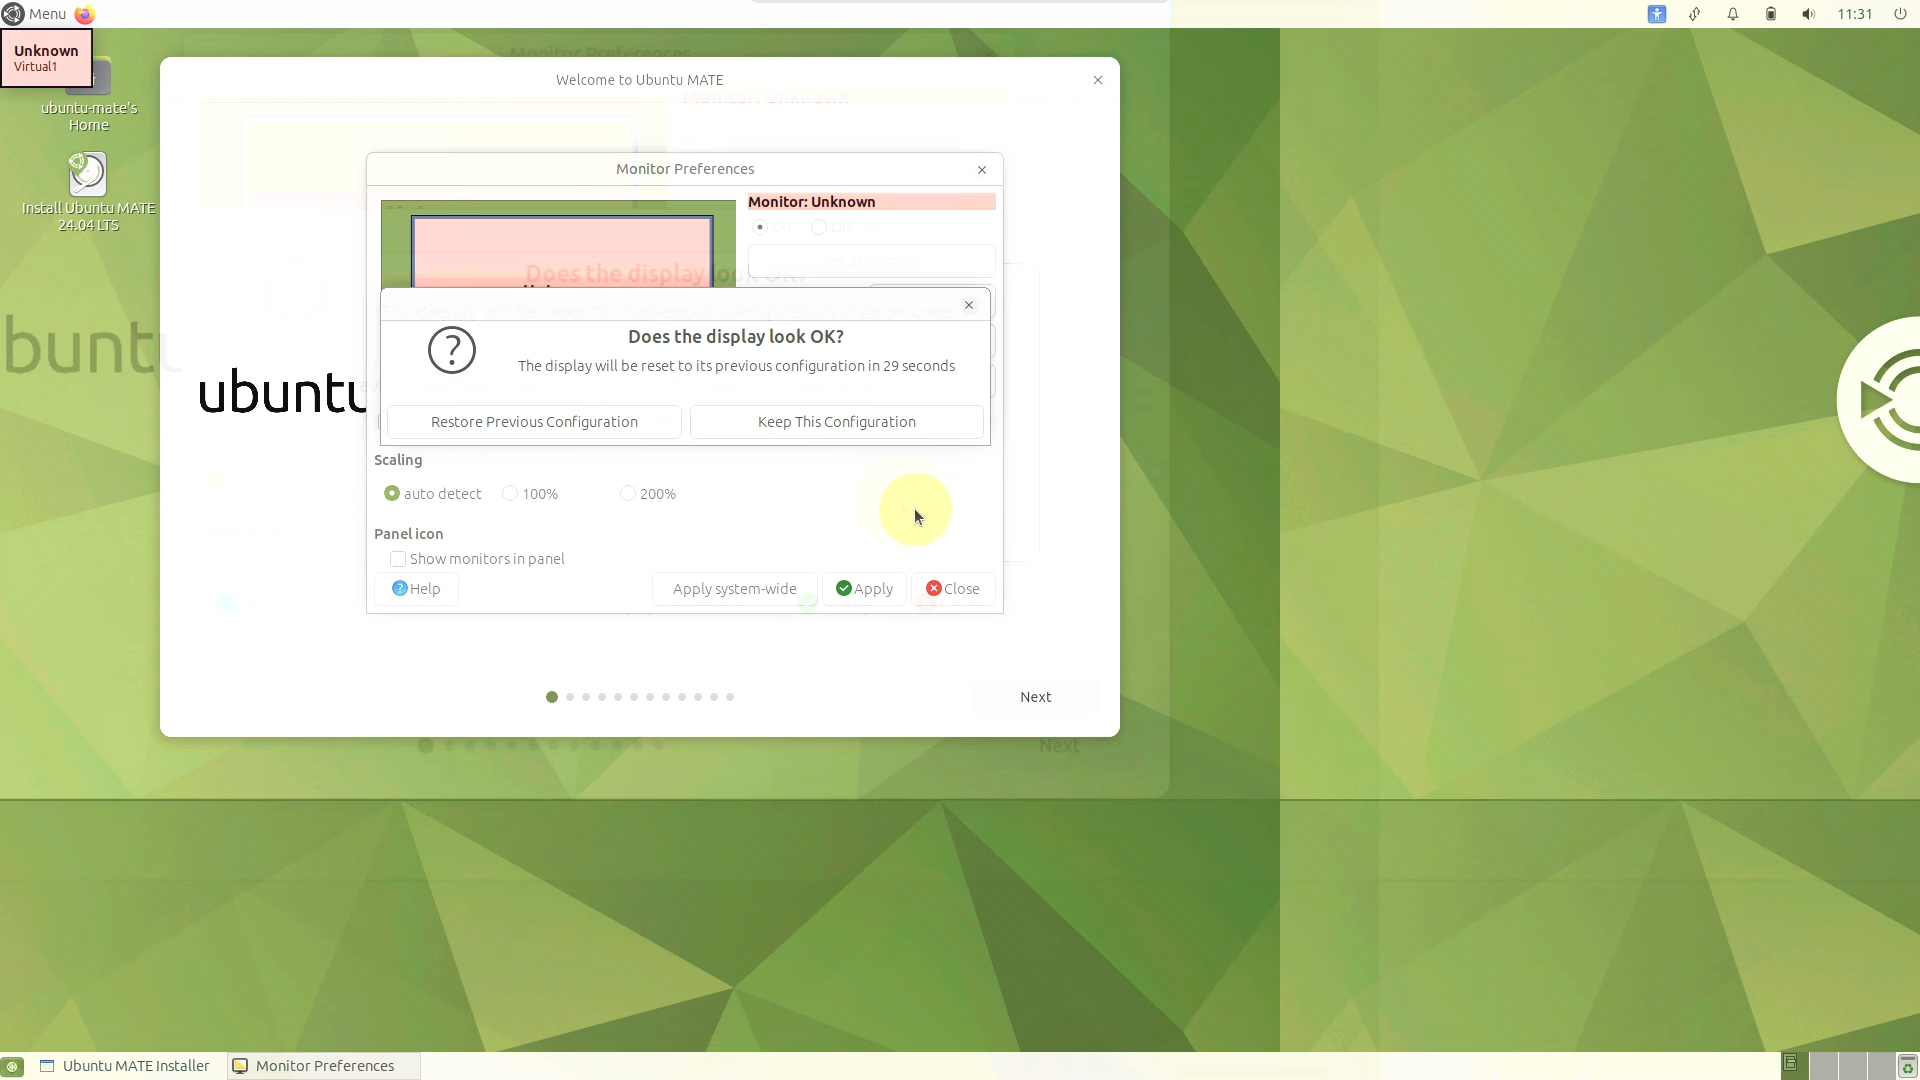 Menu
11:31
Unknown
Virtual1
ubuntu-mate's
Home
Install Ubuntu MATE
24.04 LTS
Welcome to Ubuntu MATE
Monitor Preferences
Monitor: Unknown
On Off
Does the display look OK?
The display will be reset to its previous configuration in 29 seconds
Restore Previous Configuration
Keep This Configuration
ubuntu
Scaling
auto detect
100%
200%
Panel icon
Show monitors in panel
Help
Apply system-wide
Apply
Close
Next
Next
Ubuntu MATE Installer
Monitor Preferences